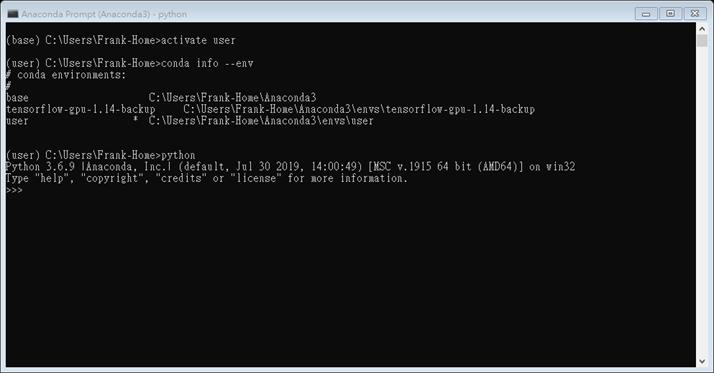 Anaconda Prompt (Anaconda3) - python
(base) C:\Users\Frank-Home>activate user
(user) C:\Users\Frank-Home>conda info --env
# conda environments:
#
base                     C:\Users\Frank-Home\Anaconda3
tensorflow-gpu-1.14-backup     C:\Users\Frank-Home\Anaconda3\envs\tensorflow-gpu-1.14-backup
user                  *  C:\Users\Frank-Home\Anaconda3\envs\user
(user) C:\Users\Frank-Home>python
Python 3.6.9 |Anaconda, Inc.| (default, Jul 30 2019, 14:00:49) [MSC v.1915 64 bit (AMD64)] on win32
Type "help", "copyright", "credits" or "license" for more information.
>>>